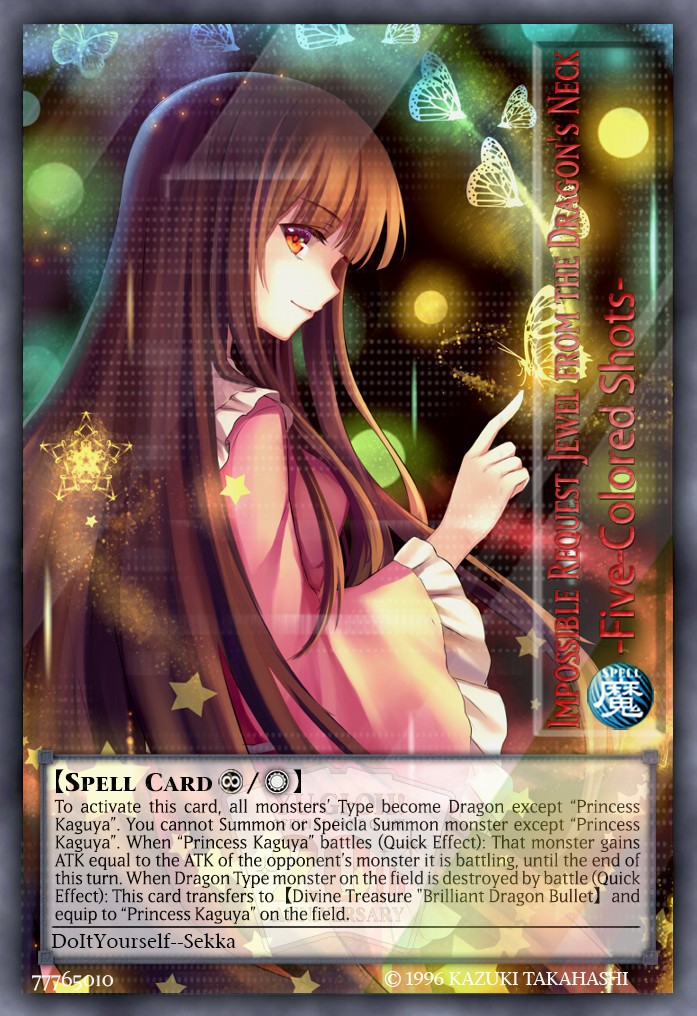 Impossible Request Jewel from the Dragon's Neck
-Five-Colored Shots-
SPELL
魔
【Spell Card ∞/】
To activate this card, all monsters' Type become Dragon except “Princess
Kaguya”. You cannot Summon or Speicla Summon monster except “Princess
Kaguya”. When “Princess Kaguya” battles (Quick Effect): That monster gains
ATK equal to the ATK of the opponent's monster it is battling, until the end of
this turn. When Dragon Type monster on the field is destroyed by battle (Quick
Effect): This card transfers to【Divine Treasure "Brilliant Dragon Bullet】and
equip to “Princess Kaguya” on the field.
DoItYourself--Sekka
77765010
© 1996 KAZUKI TAKAHASHI